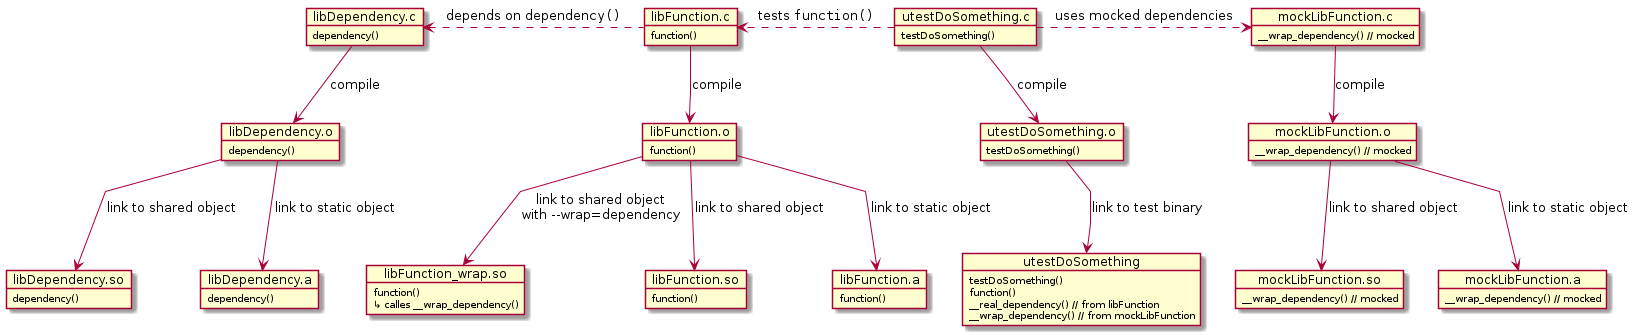 libDependency.c
dependency()
depends on dependency()
libFunction.c
function()
tests function()
utestDoSomething.c
testDoSomething()
uses mocked dependencies
mockLibFunction.c
__wrap_dependency() // mocked
compile
compile
compile
compile
libDependency.o
dependency()
libFunction.o
function()
utestDoSomething.o
testDoSomething()
mockLibFunction.o
__wrap_dependency() // mocked
link to shared object
link to static object
link to shared object
with --wrap=dependency
link to shared object
link to static object
link to test binary
link to shared object
link to static object
libDependency.so
dependency()
libDependency.a
dependency()
libFunction_wrap.so
function()
↳ calles __wrap_dependency()
libFunction.so
function()
libFunction.a
function()
utestDoSomething
testDoSomething()
function()
__real_dependency() // from libFunction
__wrap_dependency() // from mockLibFunction
mockLibFunction.so
__wrap_dependency() // mocked
mockLibFunction.a
__wrap_dependency() // mocked